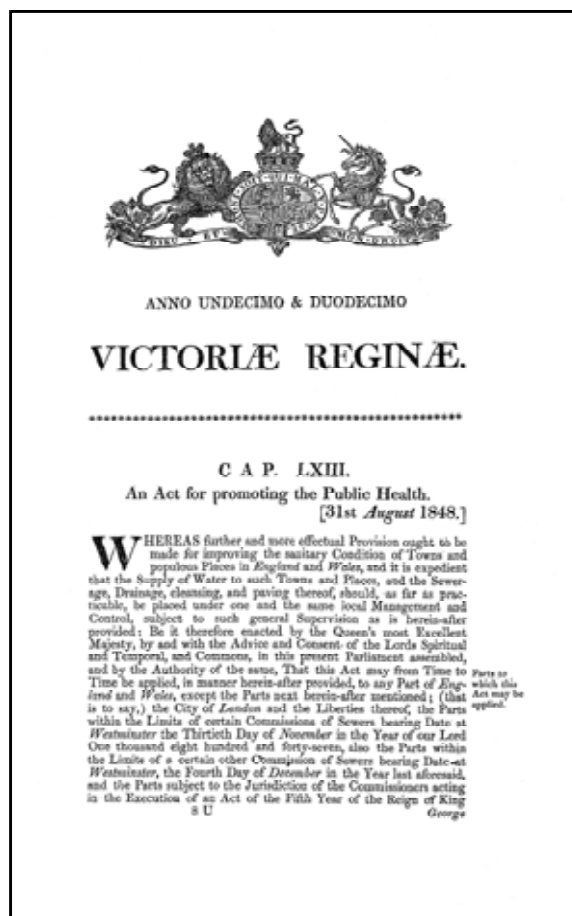 HONI SOIT QUI MAL Y PENSE
DIEU ET MON DROIT
ANNO UNDECIMO & DUODECIMO
VICTORIÆ REGINÆ.
CAP. LXIII.
An Act for promoting the Public Health.
[31st August 1848.]
WHEREAS further and more effectual Provision ought to be
made for improving the sanitary Condition of Towns and
populous Places in England and Wales, and it is expedient
that the Supply of Water to such Towns and Places, and the Sewer-
age, Drainage, cleansing, and paving thereof, should, as far as prac-
ticable, be placed under one and the same local Management and
Control, subject to such general Supervision as is herein-after
provided: Be it therefore enacted by the Queen's most Excellent
Majesty, by and with the Advice and Consent of the Lords Spiritual
and Temporal, and Commons, in this present Parliament assembled,
and by the Authority of the same, That this Act may from Time to
Time be applied, in manner herein-after provided, to any Part of Eng-
land and Wales, except the Parts next herein-after mentioned; (that
is to say,) the City of London and the Liberties thereof, the Parts
within the Limits of certain Commissions of Sewers bearing Date at
Westminster the Thirtieth Day of November in the Year of our Lord
One thousand eight hundred and forty-seven, also the Parts within
the Limits of a certain other Commission of Sewers bearing Date at
Westminster, the Fourth Day of December in the Year last aforesaid,
and the Parts subject to the Jurisdiction of the Commissioners acting
in the Execution of an Act of the Fifth Year of the Reign of King
8 U George
Parts to
which this
Act may be
applied.